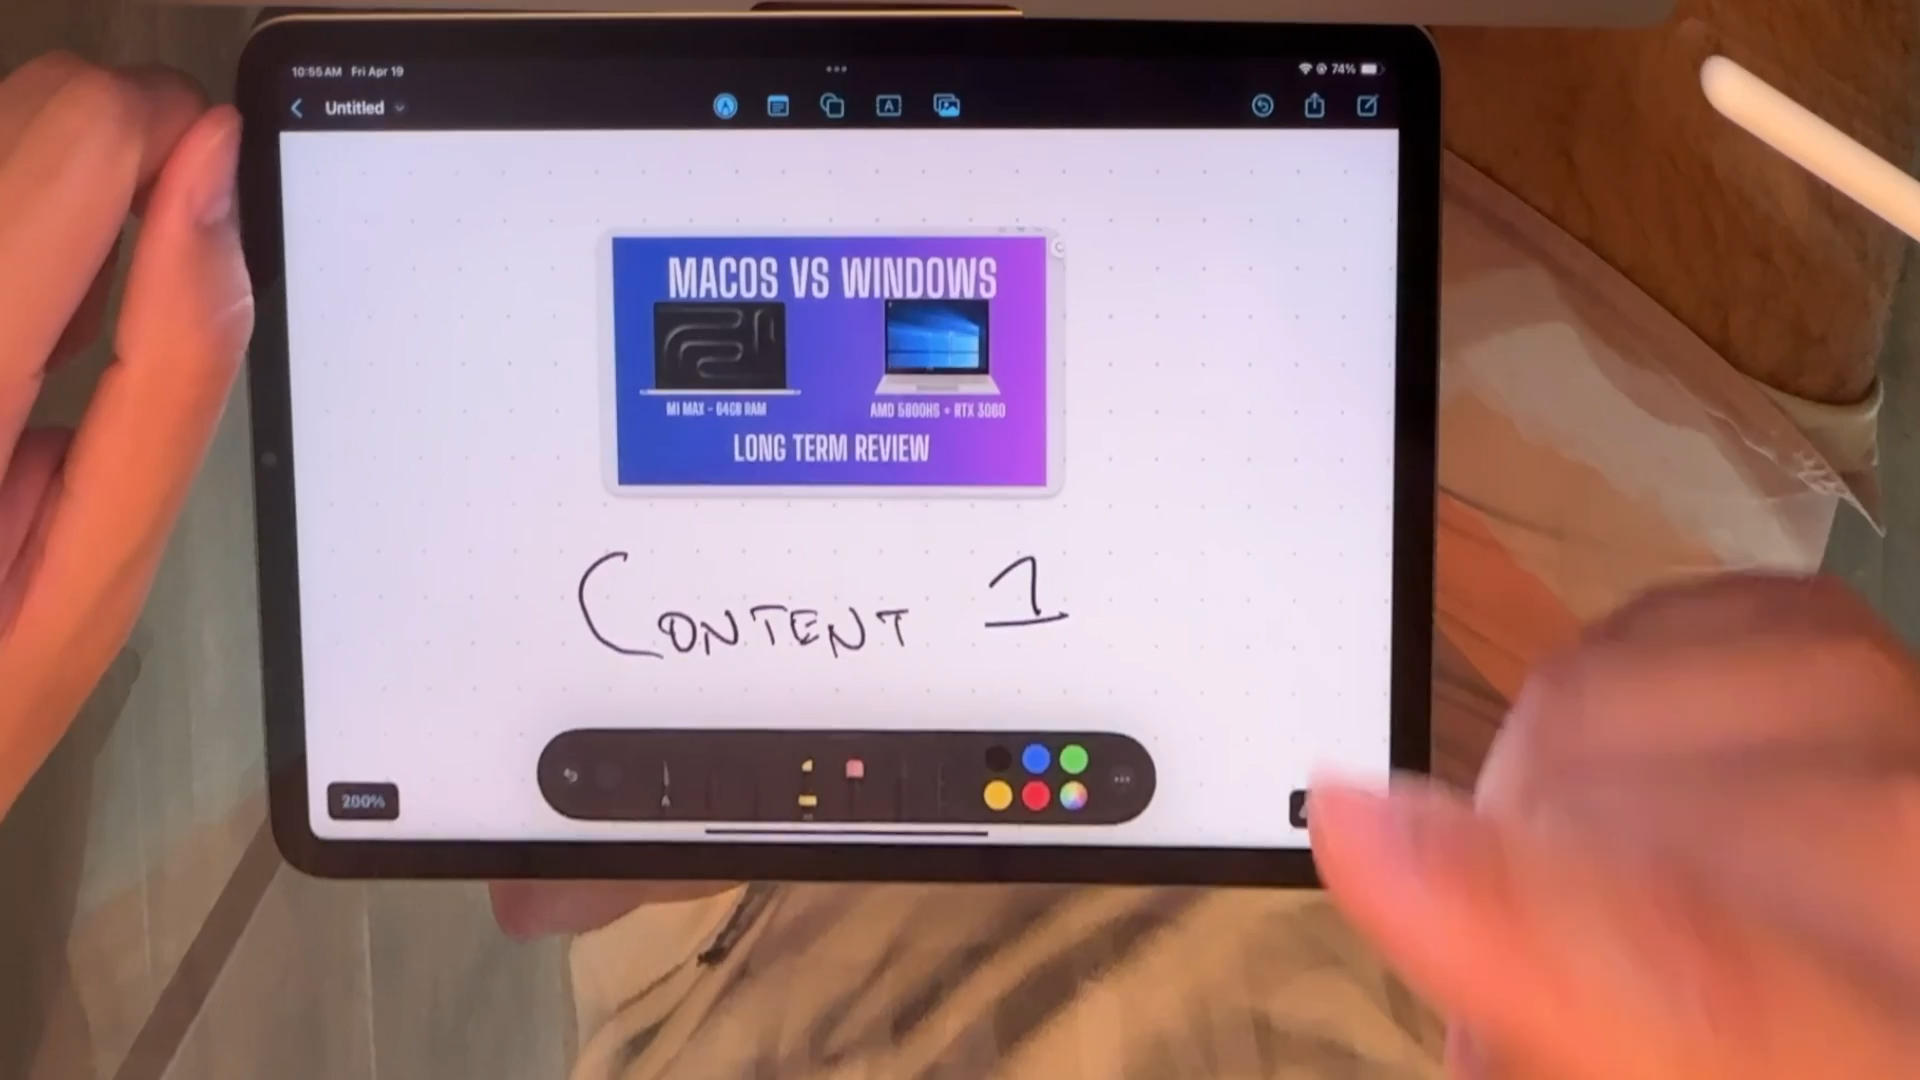 10:55 AM Fri Apr 19
74%
Untitled
MACOS VS WINDOWS
M1 MAX - 64GB RAM
AMD 5800HS + RTX 3060
LONG TERM REVIEW
CONTENT 1
200%